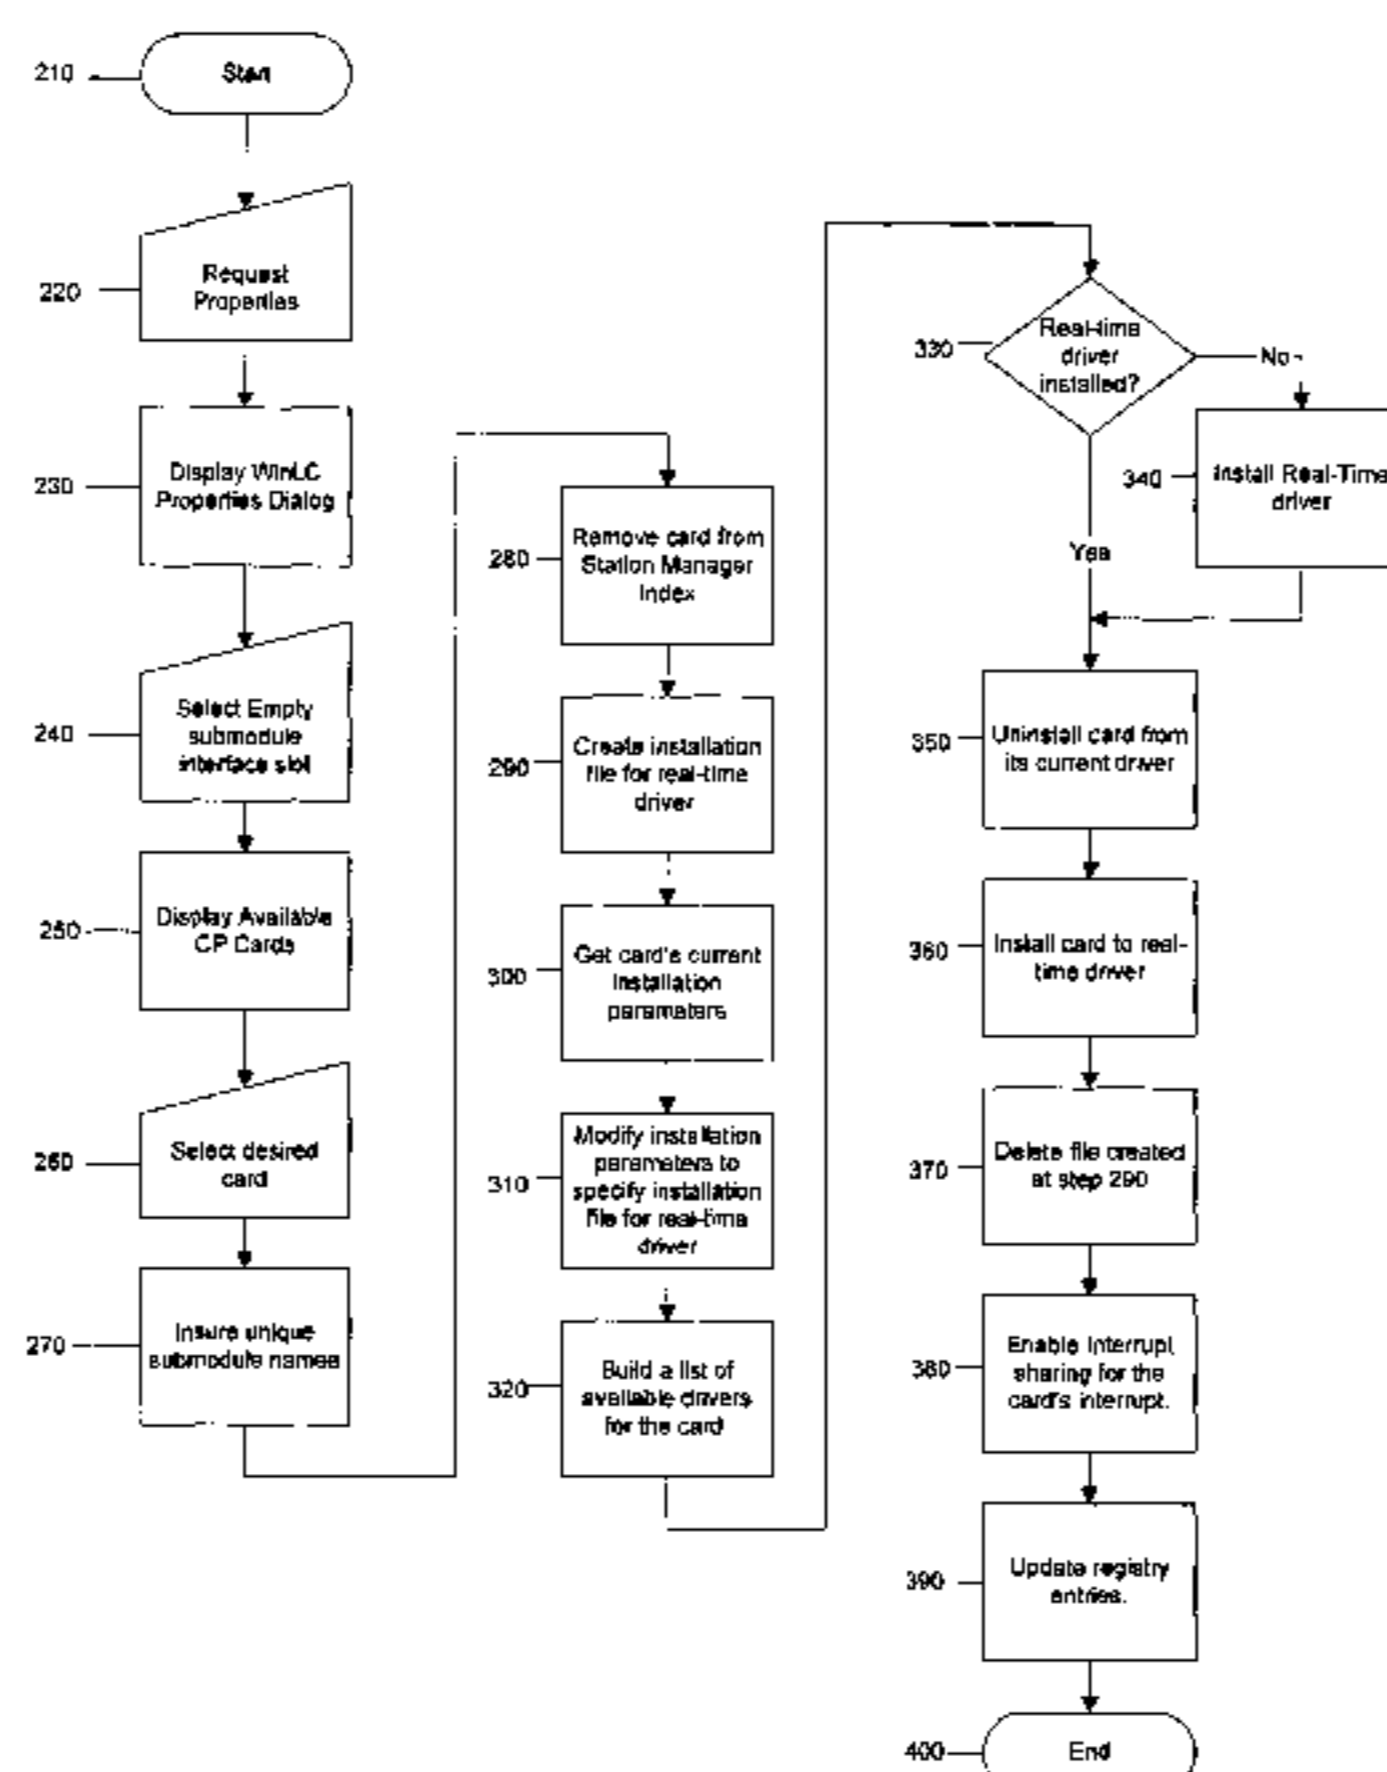 210
Start
220
Request
Properties
230
Display WinLC
Properties Dialog
240
Select Empty
submodule
interface slot
250
Display Available
CP Cards
260
Select desired
card
270
Insure unique
submodule names
280
Remove card from
Station Manager
Index
290
Create installation
file for real-time
driver
300
Get card's current
installation
parameters
310
Modify installation
parameters to
specify installation
file for real-time
driver
320
Build a list of
available drivers
for the card
330
Real-time
driver
installed?
No
Yes
340
Install Real-Time
driver
350
Uninstall card from
its current driver
360
Install card to real-
time driver
370
Delete file created
at step 290
380
Enable Interrupt
sharing for the
card's interrupt.
390
Update registry
entries.
400
End